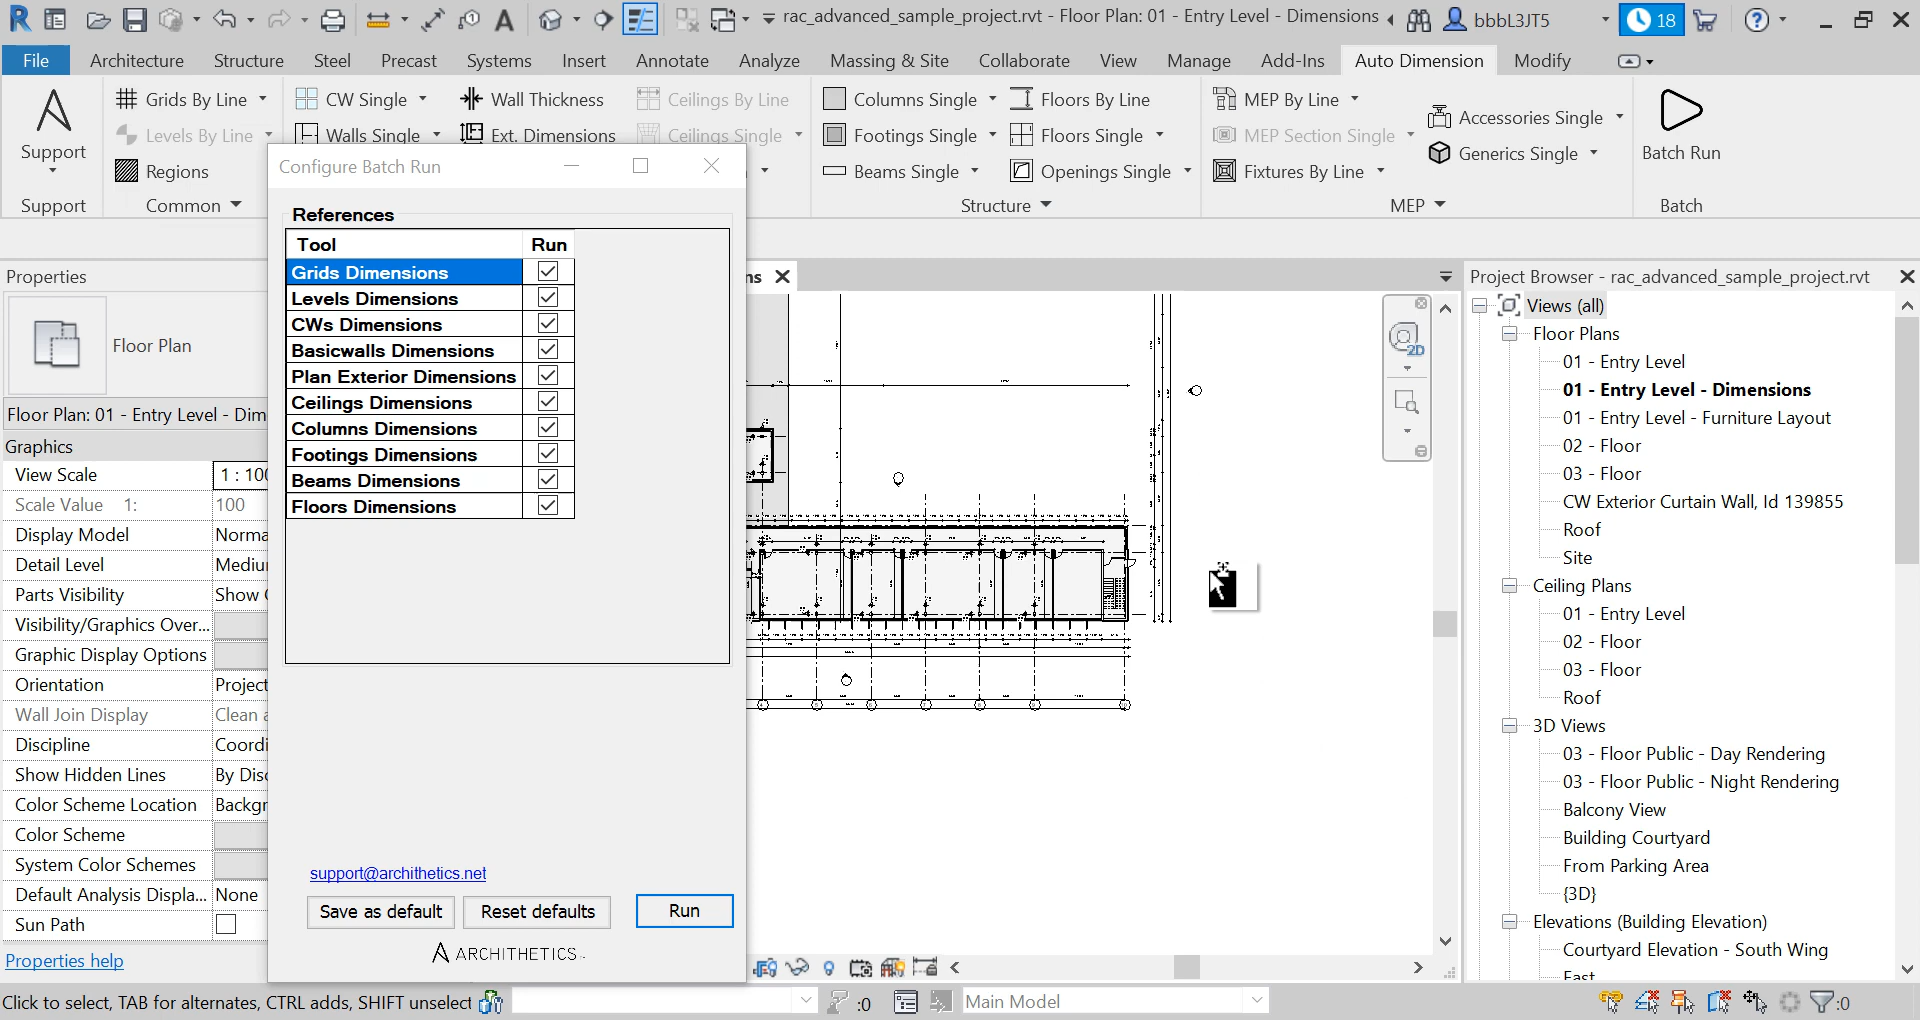 rac_advanced_sample_project.rvt - Floor Plan: 01 - Entry Level - Dimensions
bbbL3JT5
18
File
Architecture
Structure
Steel
Precast
Systems
Insert
Annotate
Analyze
Massing & Site
Collaborate
View
Manage
Add-Ins
Auto Dimension
Modify
Support
Support
Grids By Line
Levels By Line
Regions
Common
CW Single
Walls Single
Wall Thickness
Ext. Dimensions
Ceilings By Line
Ceilings Single
Columns Single
Footings Single
Beams Single
Floors By Line
Floors Single
Openings Single
Structure
MEP By Line
MEP Section Single
Fixtures By Line
Accessories Single
Generics Single
MEP
Batch Run
Batch
Configure Batch Run
References
Tool Run
Grids Dimensions
Levels Dimensions
CWs Dimensions
Basicwalls Dimensions
Plan Exterior Dimensions
Ceilings Dimensions
Columns Dimensions
Footings Dimensions
Beams Dimensions
Floors Dimensions
support@archithetics.net
Save as default
Reset defaults
Run
ARCHITHETICS
Properties
Floor Plan
Floor Plan: 01 - Entry Level - Dim
Graphics
View Scale 1 : 100
Scale Value 1: 100
Display Model Norma
Detail Level Mediu
Parts Visibility Show
Visibility/Graphics Over...
Graphic Display Options
Orientation Project
Wall Join Display Clean a
Discipline Coordi
Show Hidden Lines By Disc
Color Scheme Location Backgr
Color Scheme
System Color Schemes
Default Analysis Displa... None
Sun Path
Properties help
ns
2D
Project Browser - rac_advanced_sample_project.rvt
Views (all)
Floor Plans
01 - Entry Level
01 - Entry Level - Dimensions
01 - Entry Level - Furniture Layout
02 - Floor
03 - Floor
CW Exterior Curtain Wall, Id 139855
Roof
Site
Ceiling Plans
01 - Entry Level
02 - Floor
03 - Floor
Roof
3D Views
03 - Floor Public - Day Rendering
03 - Floor Public - Night Rendering
Balcony View
Building Courtyard
From Parking Area
{3D}
Elevations (Building Elevation)
Courtyard Elevation - South Wing
East
Click to select, TAB for alternates, CTRL adds, SHIFT unselect
:0
Main Model
:0